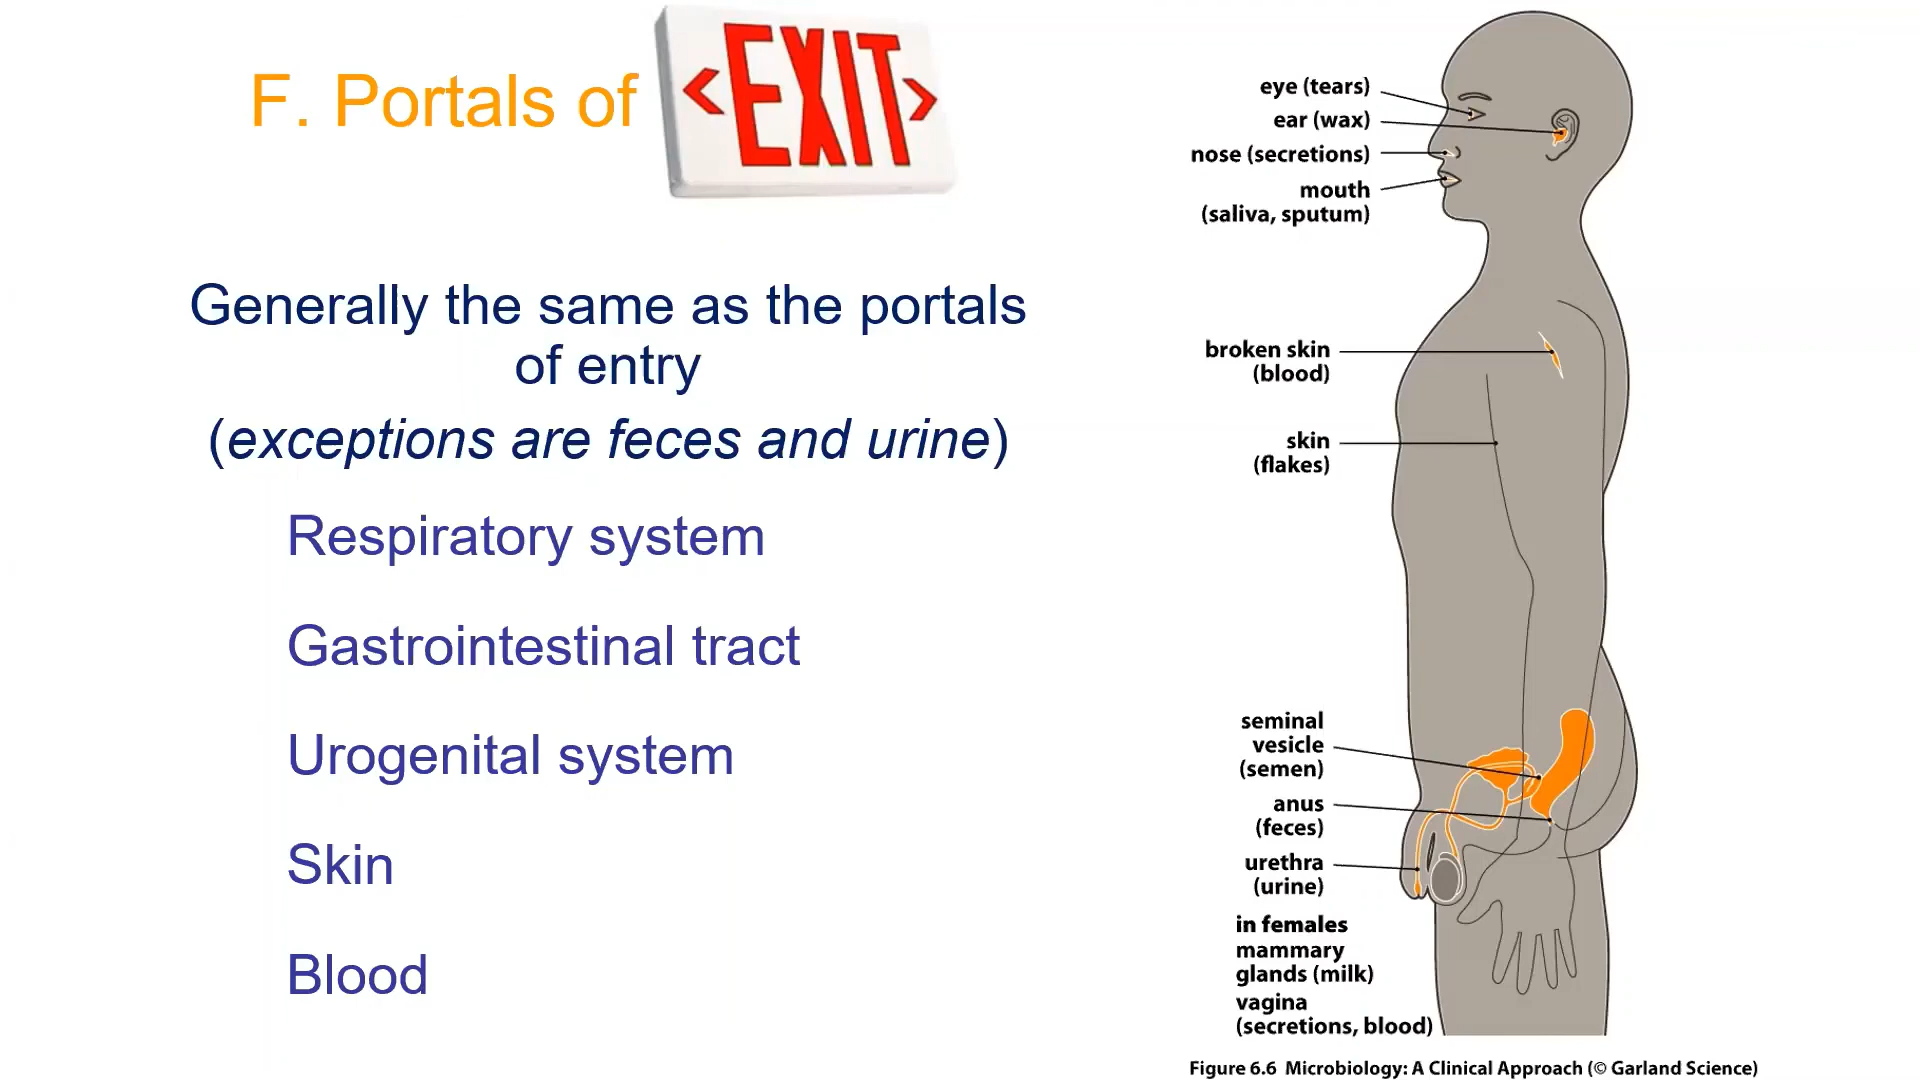 F. Portals of
<EXIT>
Generally the same as the portals
of entry
(exceptions are feces and urine)
Respiratory system
Gastrointestinal tract
Urogenital system
Skin
Blood
eye (tears)
ear (wax)
nose (secretions)
mouth
(saliva, sputum)
broken skin
(blood)
skin
(flakes)
seminal
vesicle
(semen)
anus
(feces)
urethra
(urine)
in females
mammary
glands (milk)
vagina
(secretions, blood)
Figure 6.6 Microbiology: A Clinical Approach (© Garland Science)